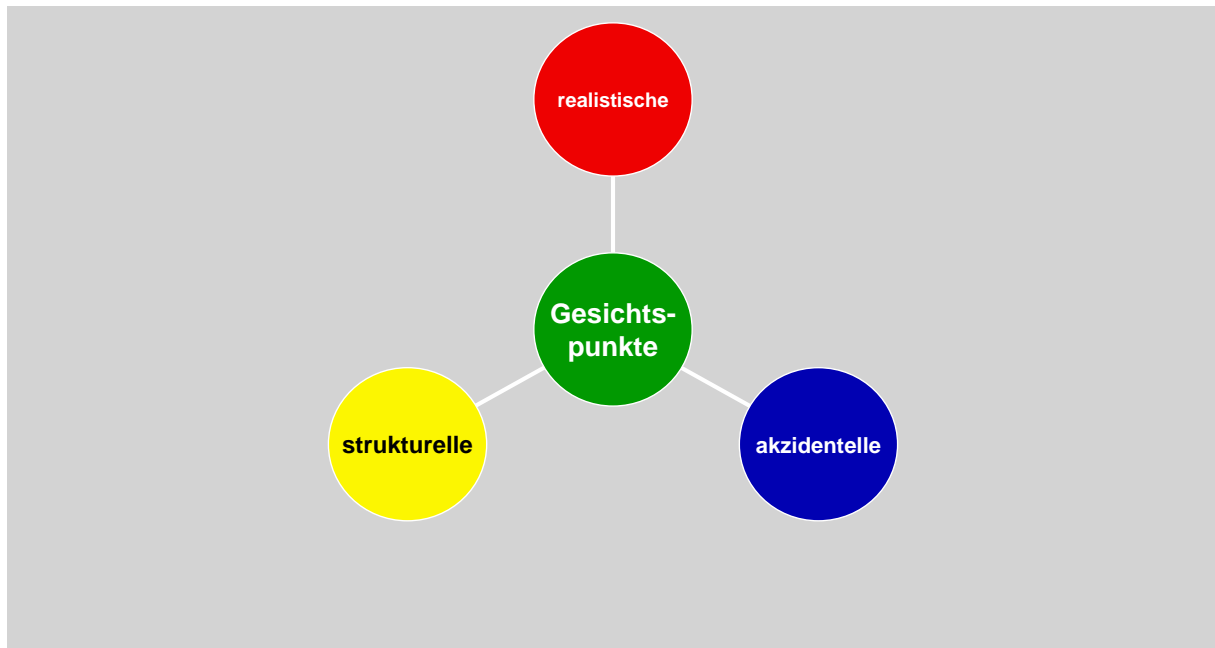 realistische
Gesichts-
punkte
strukturelle
akzidentelle